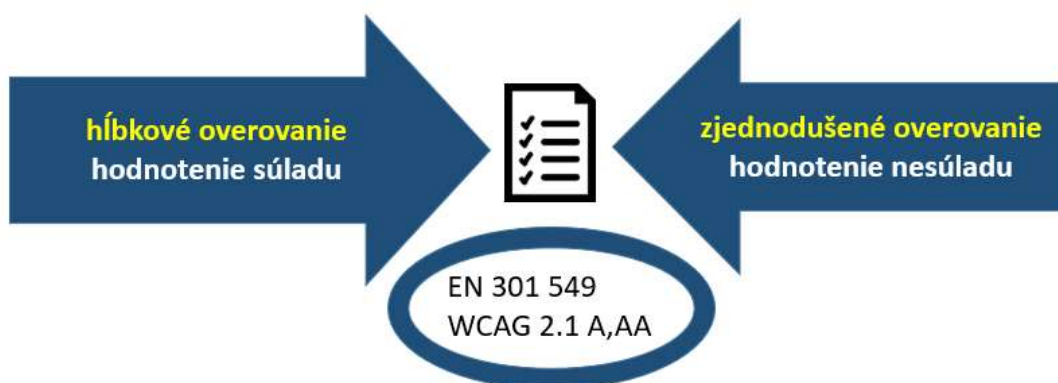 hĺbkové overovanie
hodnotenie súladu
zjednodušené overovanie
hodnotenie nesúladu
EN 301 549
WCAG 2.1 A,AA